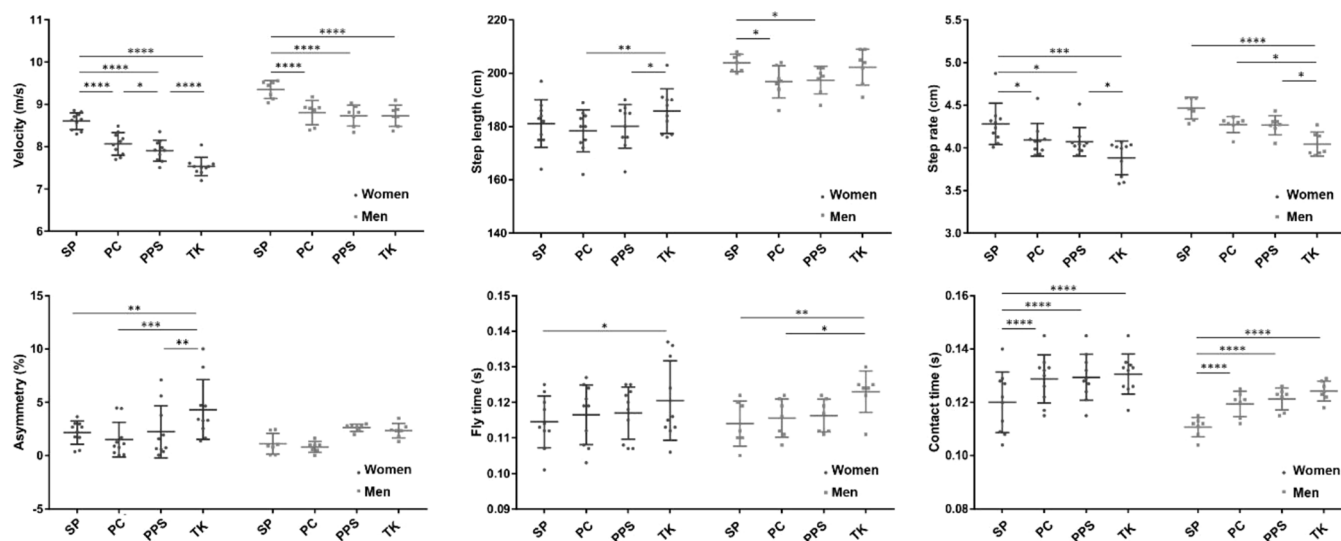 Velocity (m/s)
11
10
9
8
7
6
****
****
****
*
****
****
****
****
Women
Men
SP PC PPS TK SP PC PPS TK
Step length (cm)
220
200
180
160
140
**
*
*
*
Women
Men
SP PC PPS TK SP PC PPS TK
Step rate (cm)
5.5
5.0
4.5
4.0
3.5
3.0
***
*
*
*
****
*
*
Women
Men
SP PC PPS TK SP PC PPS TK
Asymmetry (%)
15
10
5
0
-5
**
***
**
Women
Men
SP PC PPS TK SP PC PPS TK
Fly time (s)
0.15
0.14
0.13
0.12
0.11
0.10
0.09
*
**
*
Women
Men
SP PC PPS TK SP PC PPS TK
Contact time (s)
0.16
0.14
0.12
0.10
0.08
****
****
****
****
****
****
Women
Men
SP PC PPS TK SP PC PPS TK